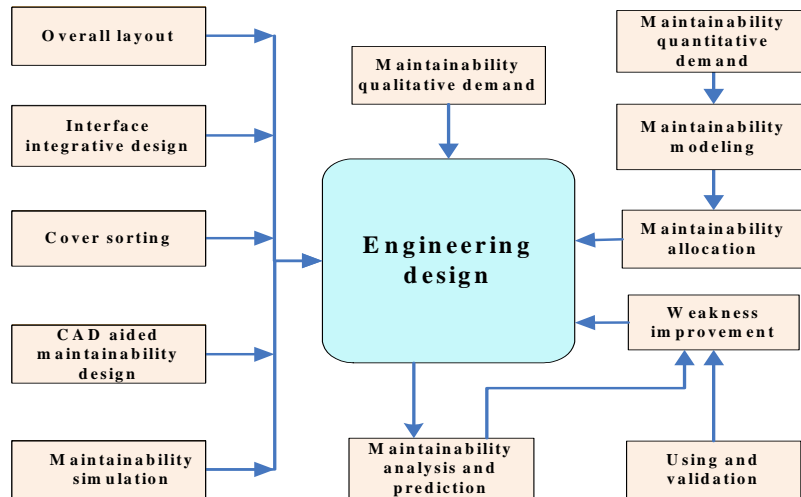 Overall layout
Interface
integrative design
Cover sorting
CAD aided
maintainability
design
Maintainability
simulation
Maintainability
qualitative demand
Engineering
design
Maintainability
analysis and
prediction
Maintainability
quantitative
demand
Maintainability
modeling
Maintainability
allocation
Weakness
improvement
Using and
validation